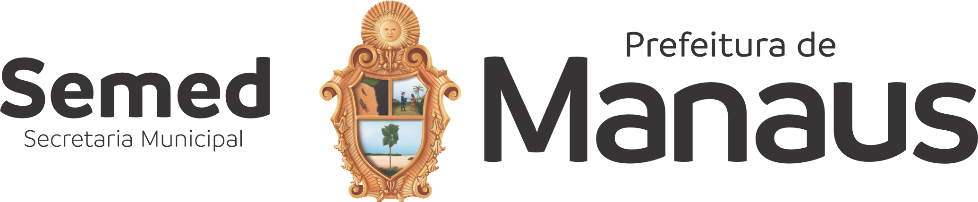 Semed
Secretaria Municipal
Prefeitura de
Manaus